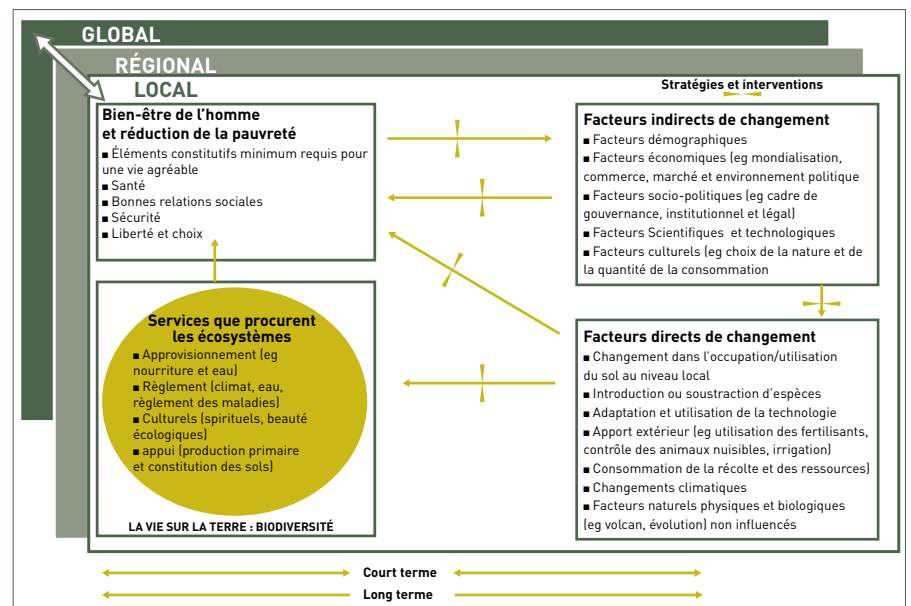 GLOBAL
RÉGIONAL
LOCAL
Stratégies et interventions
Bien-être de l'homme
et réduction de la pauvreté
■ Éléments constitutifs minimum requis pour
une vie agréable
■ Santé
■ Bonnes relations sociales
■ Sécurité
■ Liberté et choix
Facteurs indirects de changement
■ Facteurs démographiques
■ Facteurs économiques (eg mondialisation,
commerce, marché et environnement politique
■ Facteurs socio-politiques (eg cadre de
gouvernance, institutionnel et légal)
■ Facteurs Scientifiques et technologiques
■ Facteurs culturels (eg choix de la nature et de
la quantité de la consommation
Services que procurent
les écosystèmes
■ Approvisionnement (eg
nourriture et eau)
■ Règlement (climat, eau,
règlement des maladies)
■ Culturels (spirituels, beauté
écologiques)
■ appui (production primaire
et constitution des sols)
LA VIE SUR LA TERRE : BIODIVERSITÉ
Facteurs directs de changement
■ Changement dans l'occupation/utilisation
du sol au niveau local
■ Introduction ou soustraction d'espèces
■ Adaptation et utilisation de la technologie
■ Apport extérieur (eg utilisation des fertilisants,
contrôle des animaux nuisibles, irrigation)
■ Consommation de la récolte et des ressources)
■ Changements climatiques
■ Facteurs naturels physiques et biologiques
(eg volcan, évolution) non influencés
Court terme
Long terme